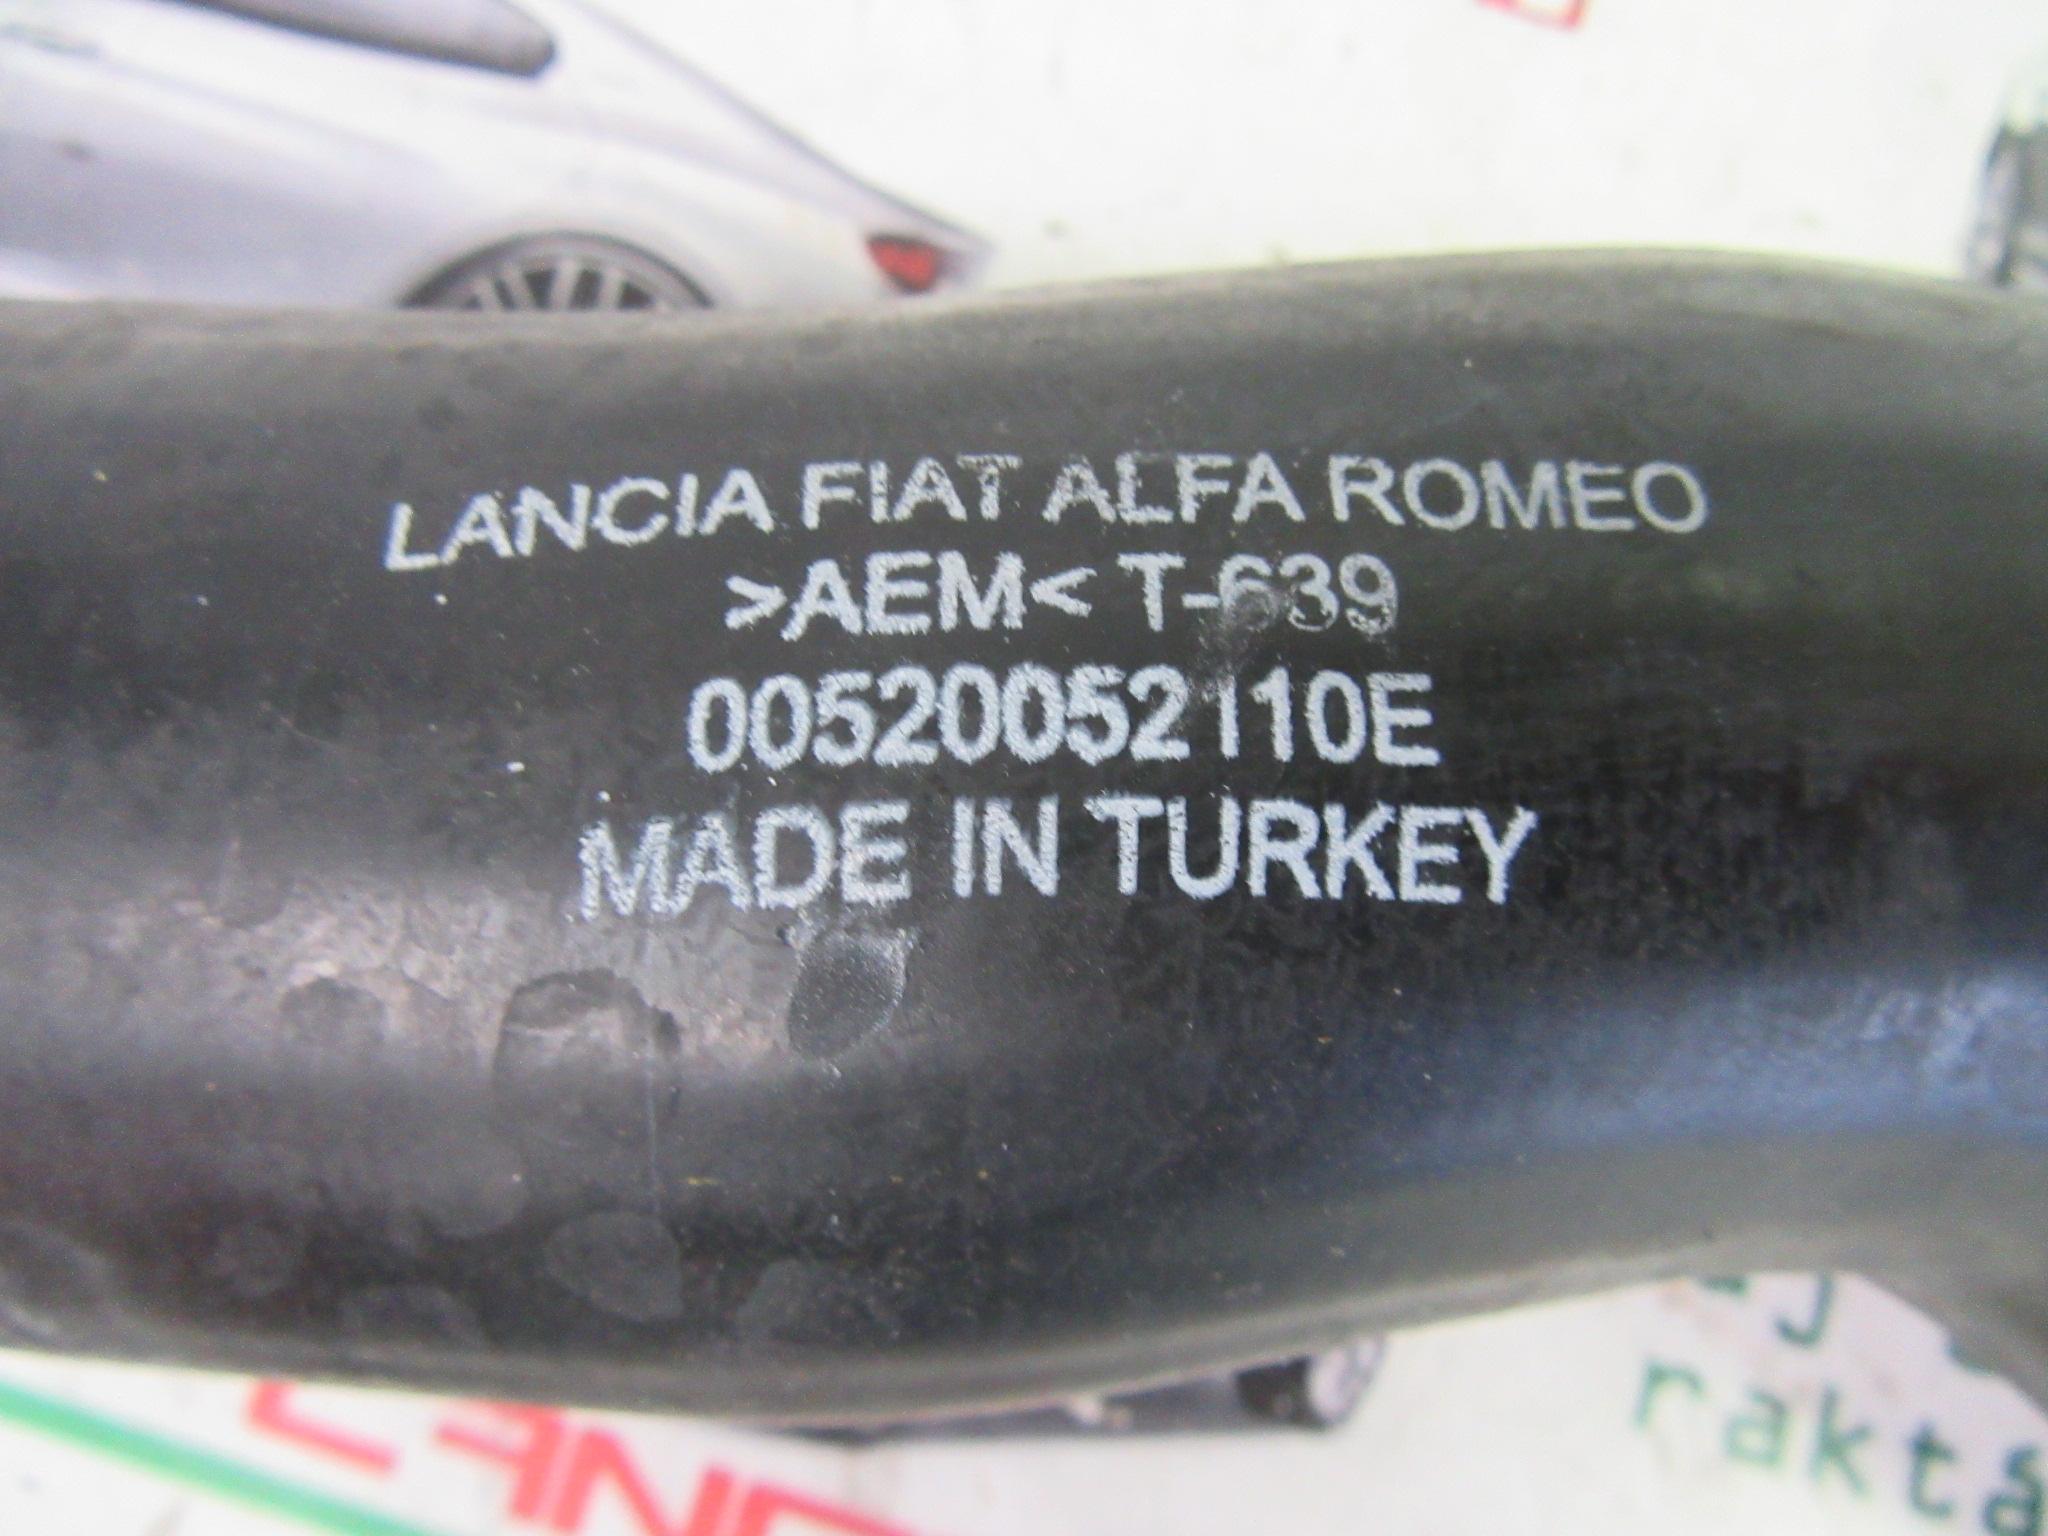 LANCIA FIAT ALFA ROMEO
>AEM< T-639
00520052110E
MADE IN TURKEY